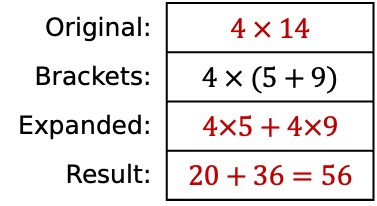 Original: 4 × 14
Brackets: 4 × (5 + 9)
Expanded: 4×5 + 4×9
Result: 20 + 36 = 56